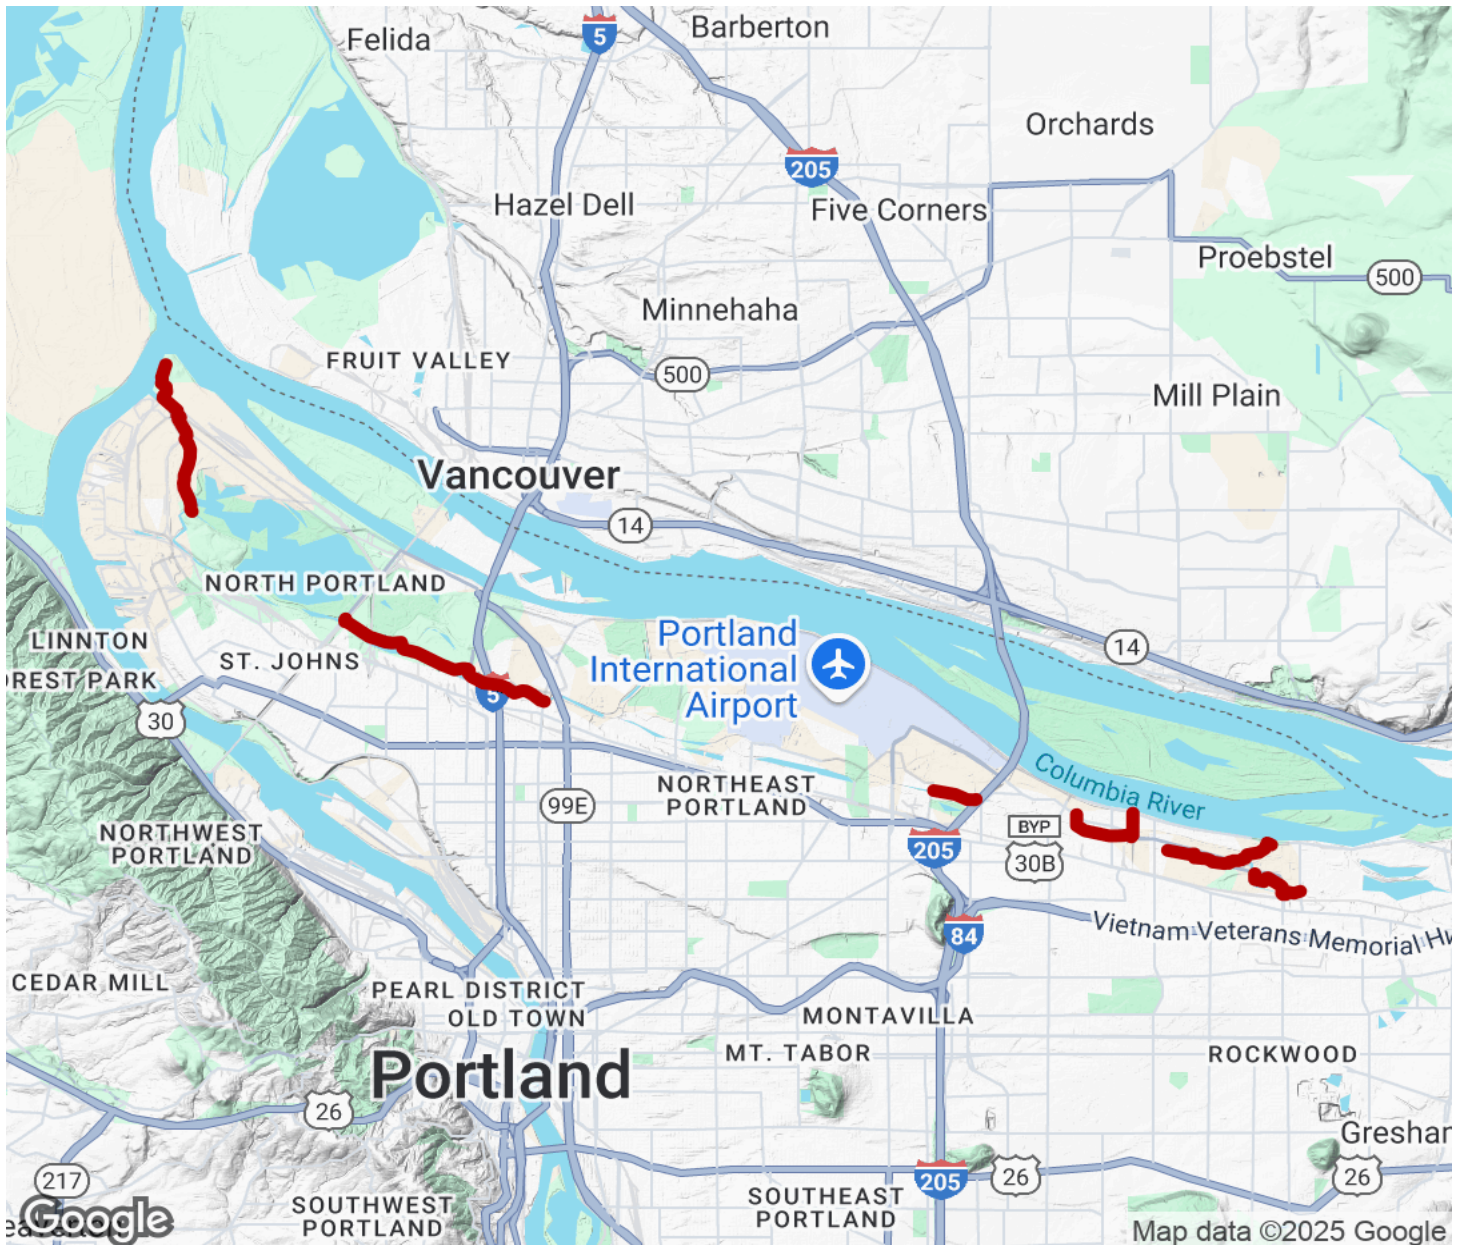 Felida
5
Barberton
Orchards
205
Hazel Dell
Five Corners
Proebstel
500
Minnehaha
FRUIT VALLEY
500
Mill Plain
Vancouver
14
NORTH PORTLAND
LINNTON
OREST PARK
ST. JOHNS
Portland
International
Airport
14
30
5
Columbia River
NORTHEAST
PORTLAND
99E
BYP
30B
205
NORTHWEST
PORTLAND
84
Vietnam Veterans Memorial
CEDAR MILL
PEARL DISTRICT
OLD TOWN
MONTAVILLA
MT. TABOR
ROCKWOOD
Portland
26
Gresham
217
205
26
26
SOUTHWEST
PORTLAND
SOUTHEAST
PORTLAND
Google
Map data ©2025 Google